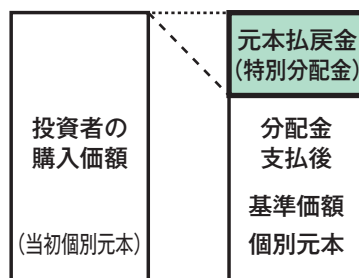 投資者の
購入価額
(当初個別元本)
元本払戻金
(特別分配金)
分配金
支払後
基準価額
個別元本